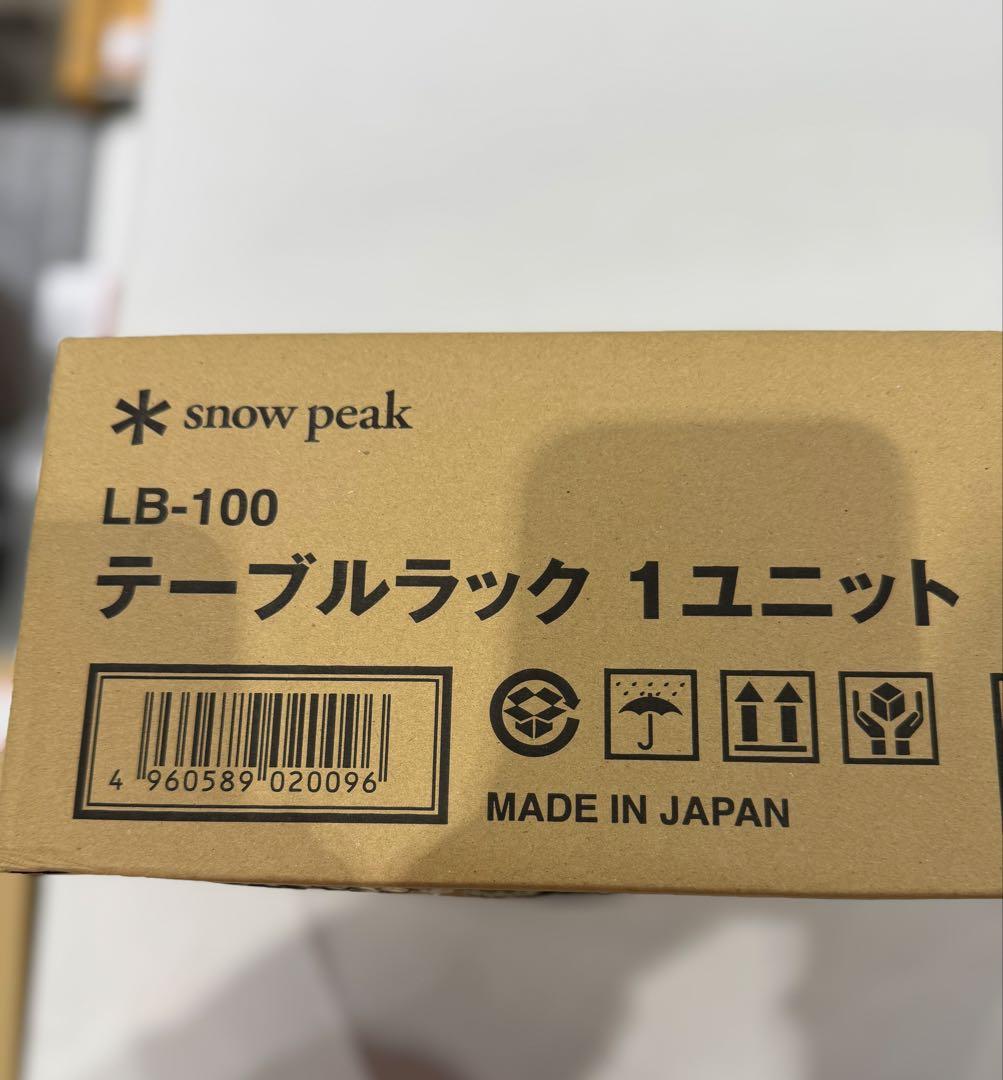 snow peak
LB-100
テーブルラック 1ユニット
4 960589 020096
MADE IN JAPAN